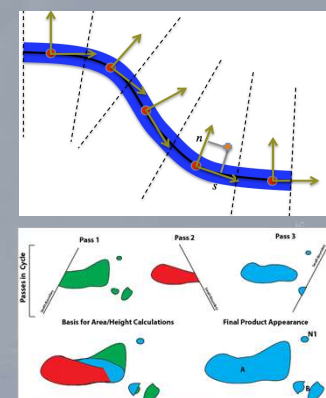 n
s
Pass 1
Pass 2
Pass 3
Passes in Cycle
Basis for Area/Height Calculations
Final Product Appearance
N1
A
B